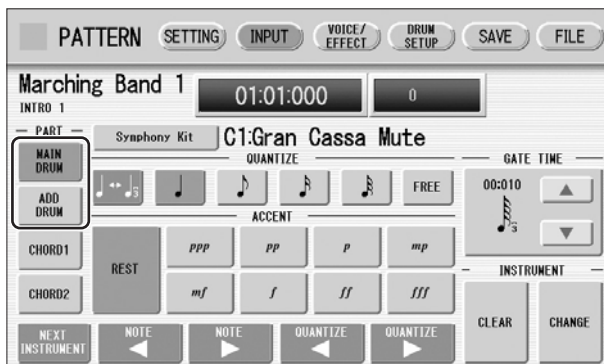 PATTERN SETTING INPUT VOICE/ EFFECT DRUM SETUP SAVE FILE
Marching Band 1 01:01:000 0
INTRO 1
PART Symphony Kit C1:Gran Cassa Mute
MAIN DRUM
QUANTIZE
GATE TIME
FREE
00:010
3
ADD DRUM
ACCENT
CHORD1
REST
ppp pp p mp
INSTRUMENT
CHORD2
mf f ff fff
CLEAR CHANGE
NEXT INSTRUMENT
NOTE NOTE QUANTIZE QUANTIZE